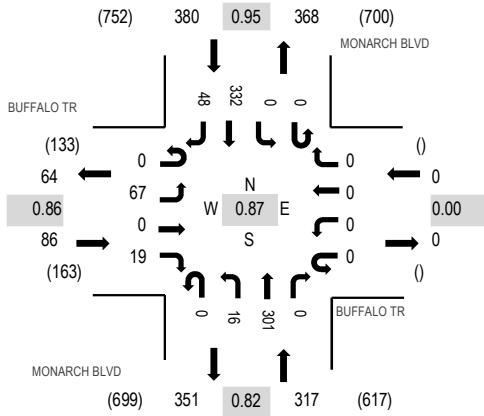 (752) 380 0.95 368 (700)
MONARCH BLVD
48 332 0 0
BUFFALO TR
(133)
0 0 ()
64 67 N 0 0
0.86 0 W 0.87 E 0 0.00
86 19 S 0 0
(163) ()
0 16 301 0
BUFFALO TR
MONARCH BLVD
(699) 351 0.82 317 (617)